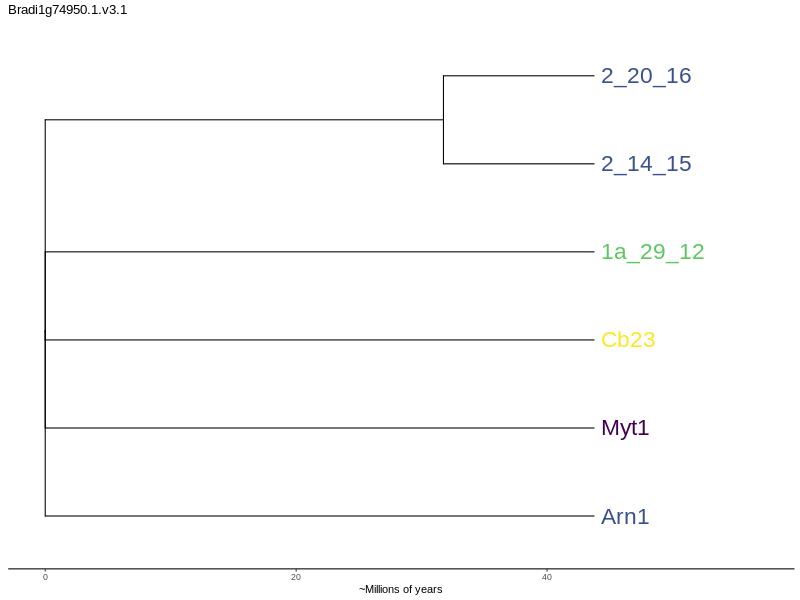 Bradi1g74950.1.v3.1
2_20_16
2_14_15
1a_29_12
Cb23
Myt1
Arn1
0 20 40
~Millions of years